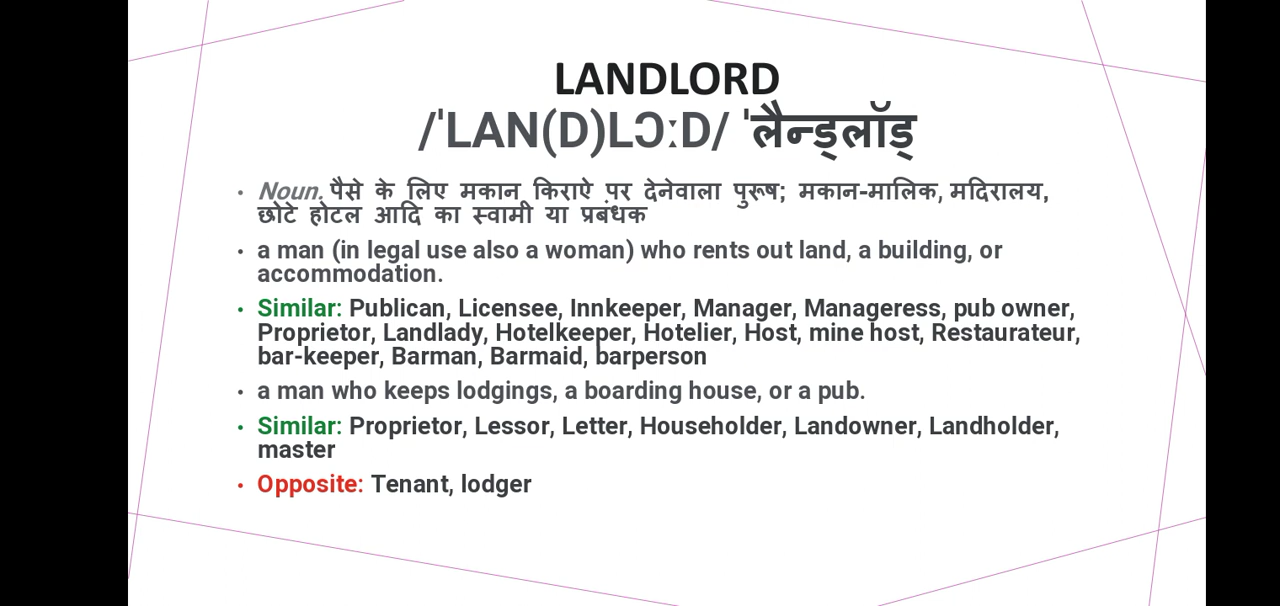 LANDLORD
/ˈLAN(D)LƆːD/ ˈलैन्ड्लॉड्
• Noun. पैसे के लिए मकान किराऐ पर देनेवाला पुरूष; मकान-मालिक, मदिरालय,
छोटे होटल आदि का स्वामी या प्रबंधक
• a man (in legal use also a woman) who rents out land, a building, or
accommodation.
• Similar: Publican, Licensee, Innkeeper, Manager, Manageress, pub owner,
Proprietor, Landlady, Hotelkeeper, Hotelier, Host, mine host, Restaurateur,
bar-keeper, Barman, Barmaid, barperson
• a man who keeps lodgings, a boarding house, or a pub.
• Similar: Proprietor, Lessor, Letter, Householder, Landowner, Landholder,
master
• Opposite: Tenant, lodger